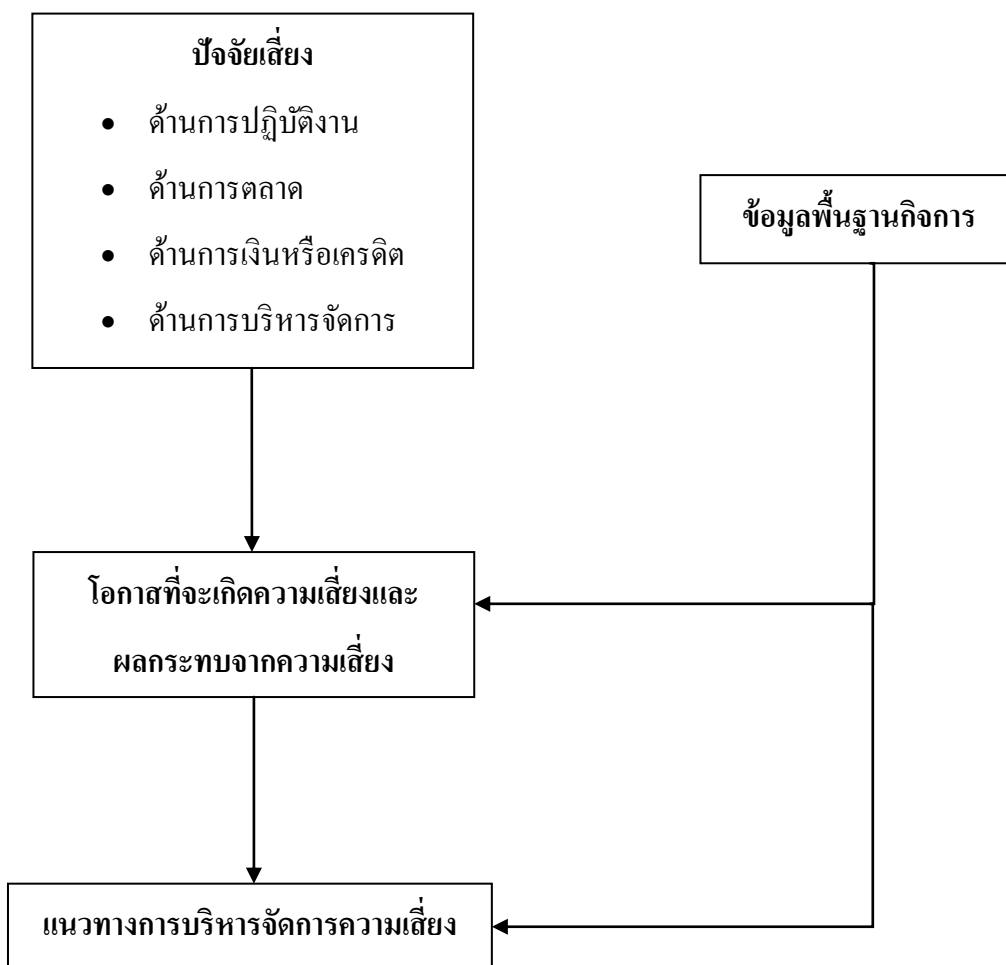 ปัจจัยเสี่ยง
• ด้านการปฏิบัติงาน
• ด้านการตลาด
• ด้านการเงินหรือเครดิต
• ด้านการบริหารจัดการ
ข้อมูลพื้นฐานกิจการ
โอกาสที่จะเกิดความเสี่ยงและ
ผลกระทบจากความเสี่ยง
แนวทางการบริหารจัดการความเสี่ยง